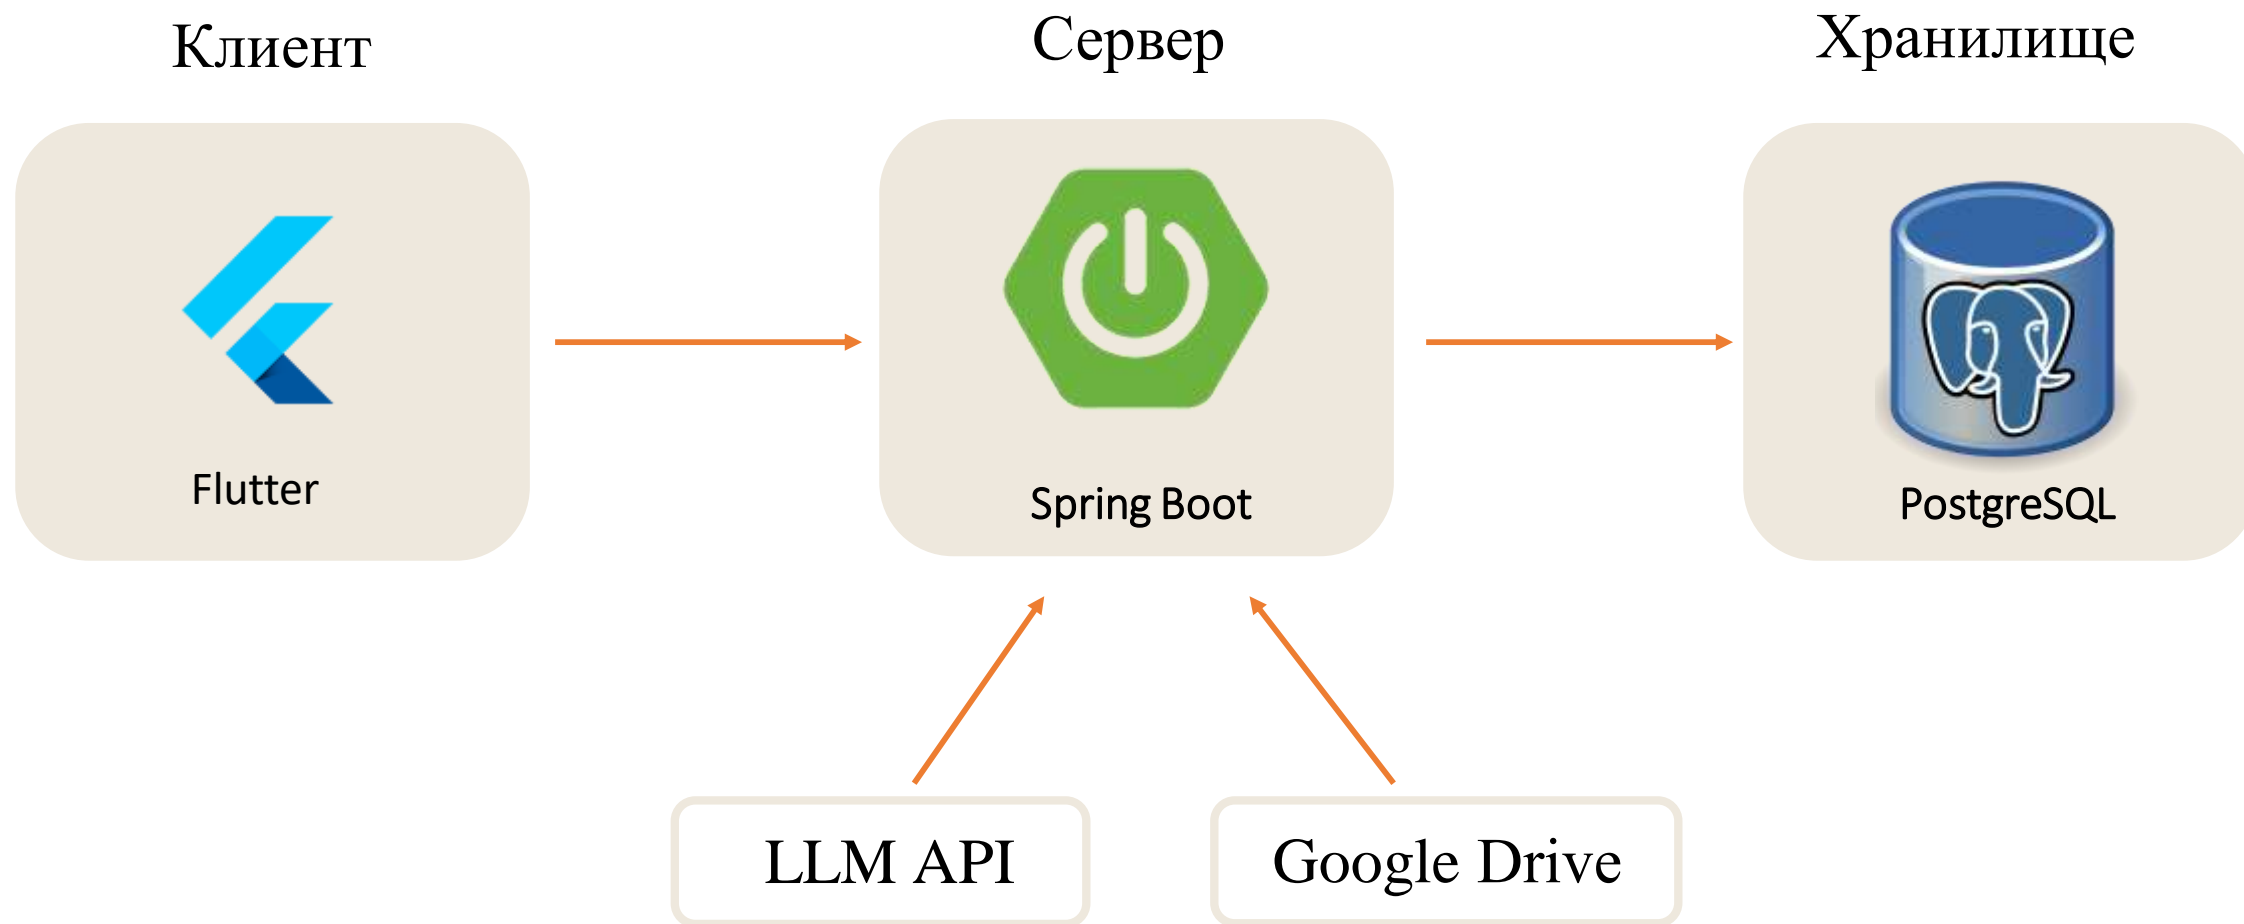 Клиент
Сервер
Хранилище
Flutter
Spring Boot
PostgreSQL
LLM API
Google Drive